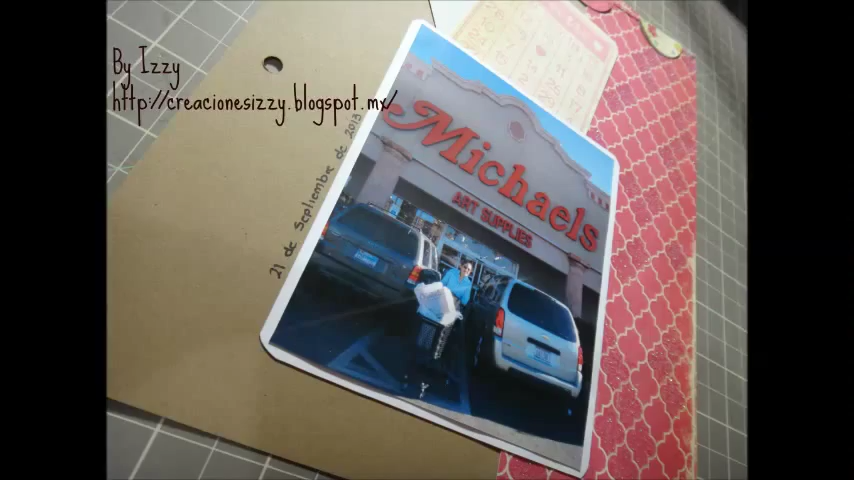 By Izzy
http://creacionesizzy.blogspot.mx/
21 de septiembre de 2013
Michaels
ART SUPPLIES